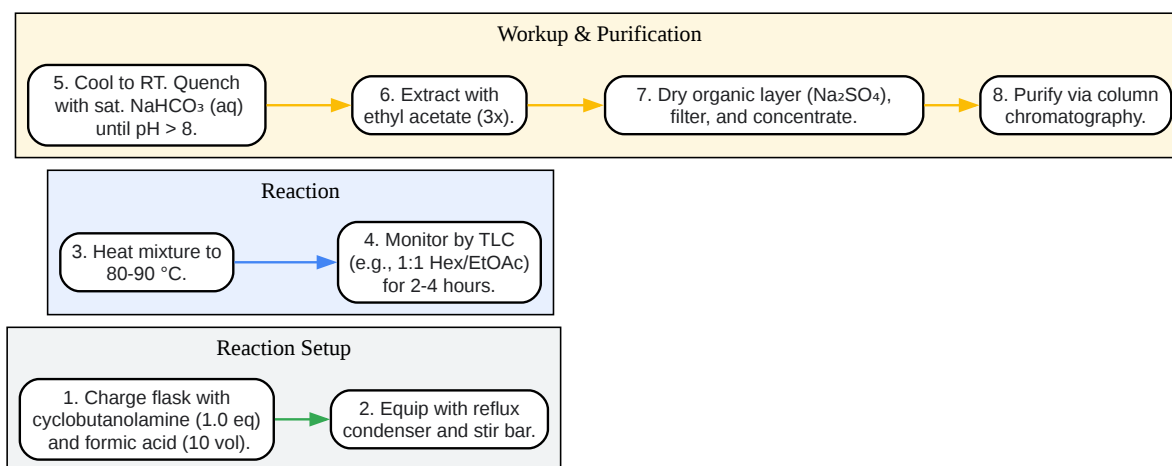 Workup & Purification
5. Cool to RT. Quench
with sat. NaHCO₃ (aq)
until pH > 8.
6. Extract with
ethyl acetate (3x).
7. Dry organic layer (Na₂SO₄),
filter, and concentrate.
8. Purify via column
chromatography.
Reaction
3. Heat mixture to
80-90 °C.
4. Monitor by TLC
(e.g., 1:1 Hex/EtOAc)
for 2-4 hours.
Reaction Setup
1. Charge flask with
cyclobutanolamine (1.0 eq)
and formic acid (10 vol).
2. Equip with reflux
condenser and stir bar.